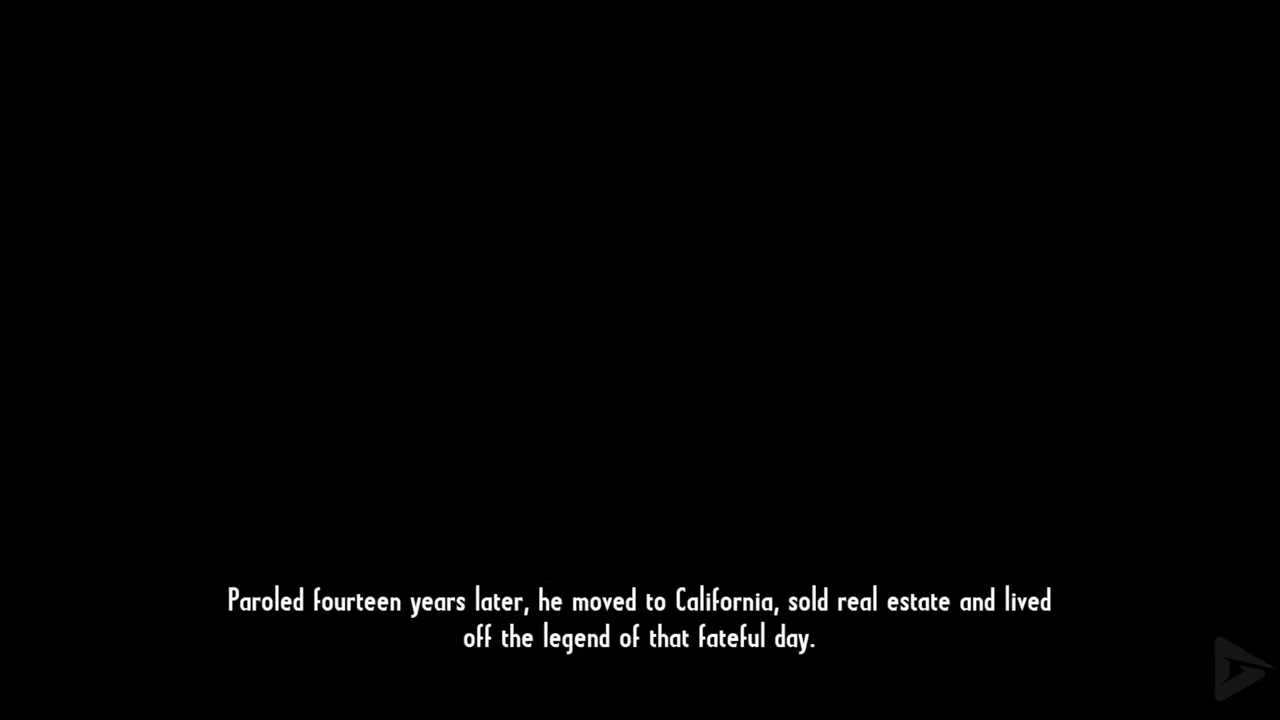 Paroled fourteen years later, he moved to California, sold real estate and lived
off the legend of that fateful day.